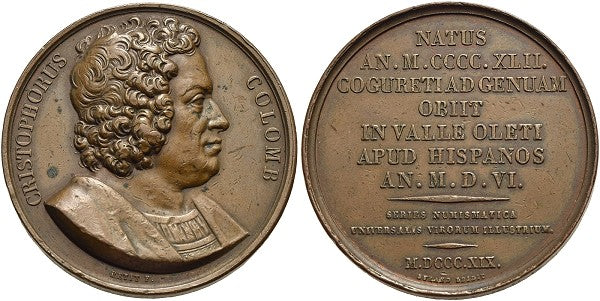 CRISTOPHORUS COLOMB
NATUS
AN. M. CCCC. XLII.
COGURETI AD GENUAM
OBIIT
IN VALLE OLETI
APUD HISPANOS
AN. M. D. VI.
SERIES NUMISMATICA
UNIVERSALIS VIRORUM ILLUSTRIUM.
M.DCCC.XIX.
DURAND